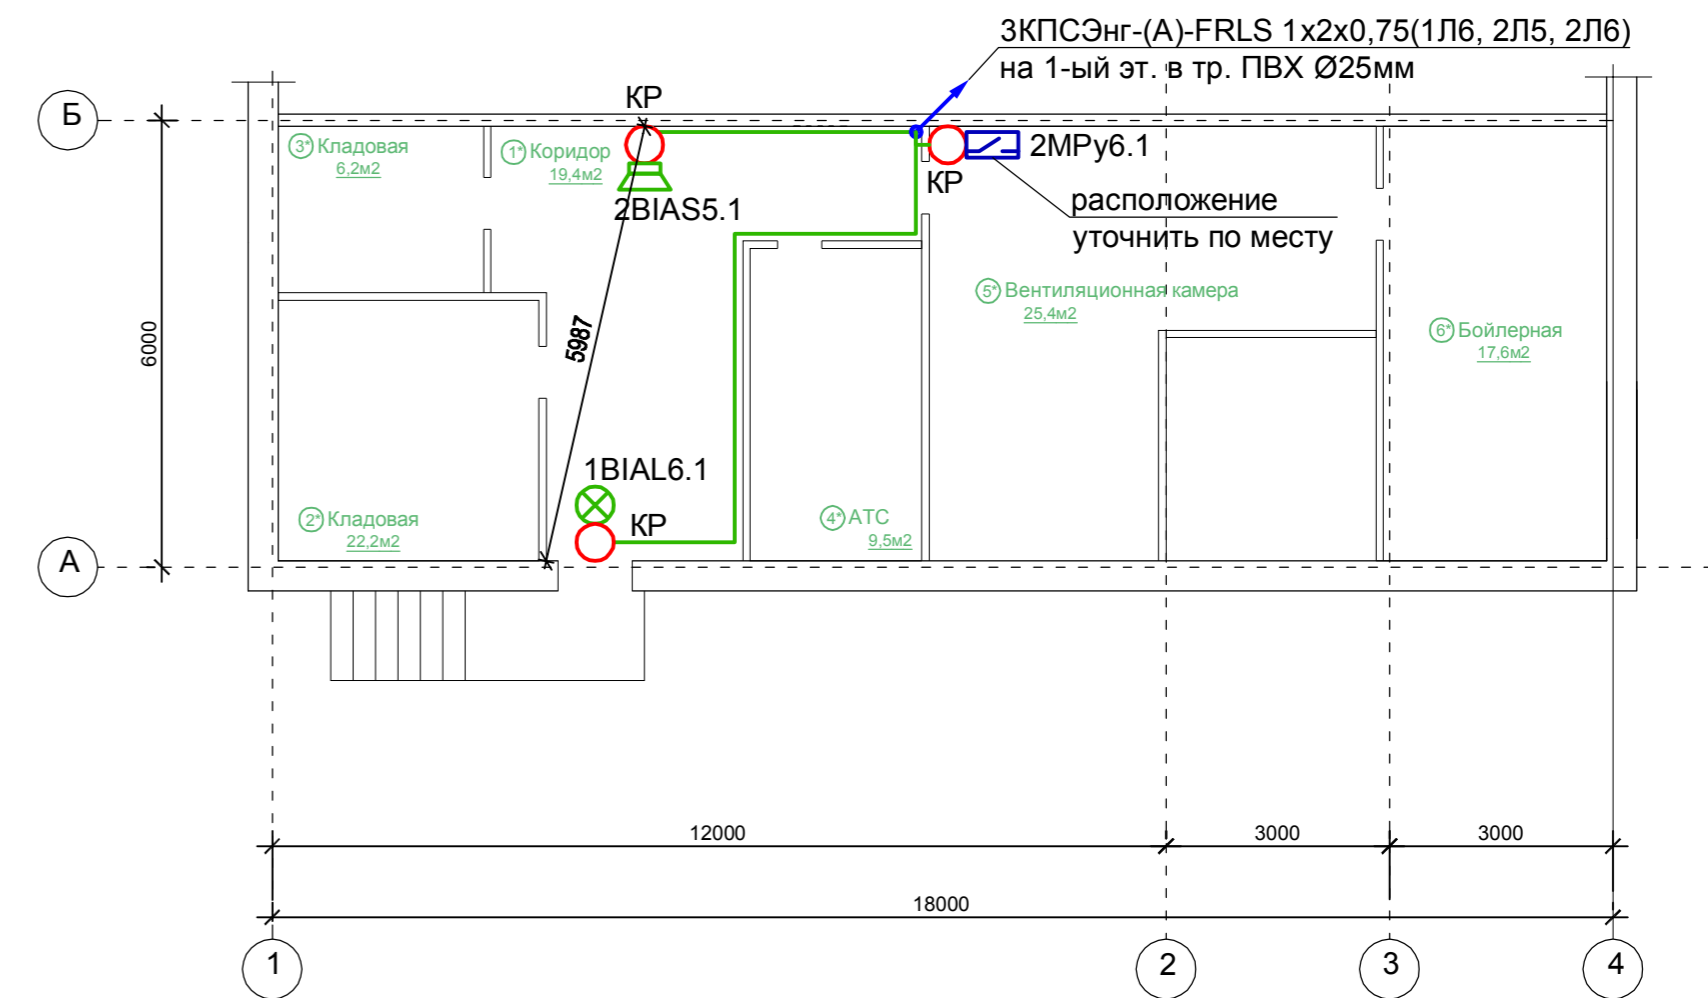 3КПСЭнг-(А)-FRLS 1х2х0,75(1Л6, 2Л5, 2Л6)
на 1-ый эт. в тр. ПВХ Ø25мм
Б
КР
3* Кладовая
6,2м2
1* Коридор
19,4м2
2МРу6.1
КР
2BIAS5.1
расположение
уточнить по месту
5* Вентиляционная камера
25,4м2
6000
5987
6* Бойлерная
17,6м2
1BIAL6.1
КР
2* Кладовая
22,2м2
4* АТС
9,5м2
А
12000
3000
3000
18000
1
2
3
4